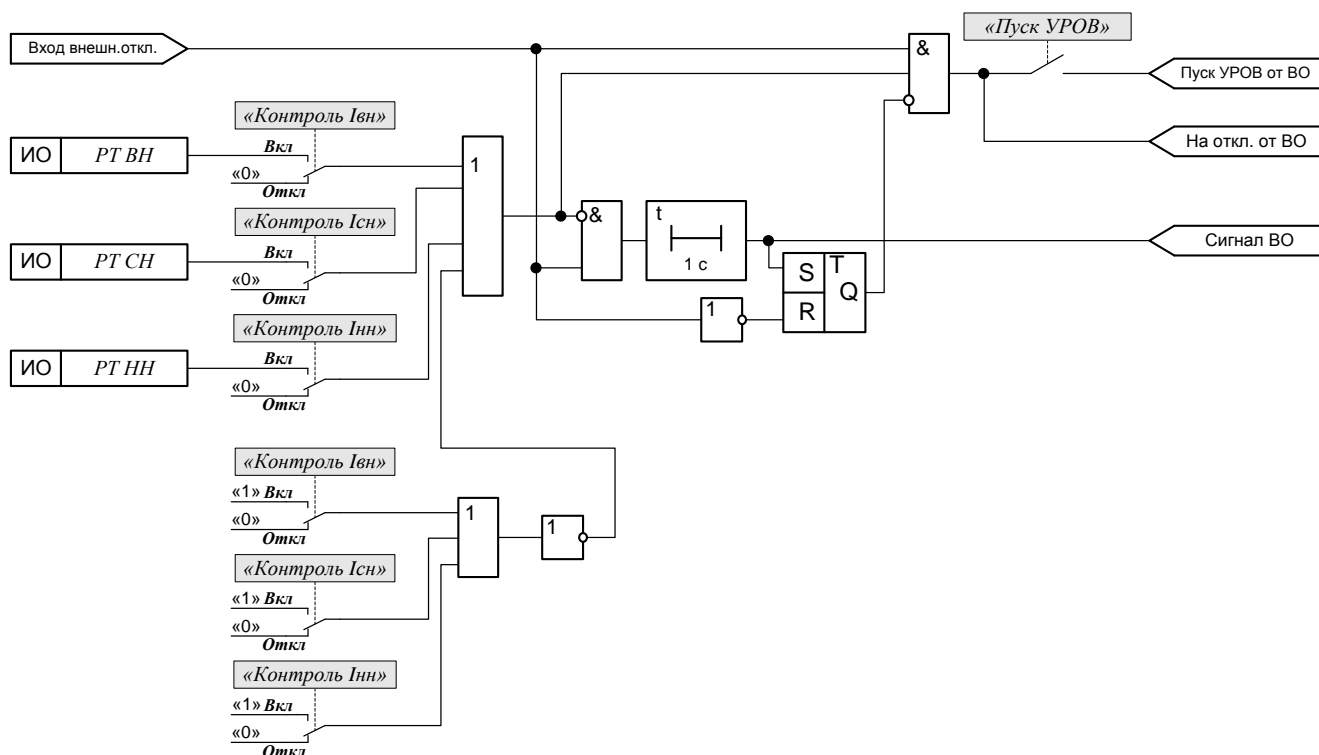 Вход внешн.откл.
&
«Пуск УРОВ»
Пуск УРОВ от ВО
На откл. от ВО
«Контроль Iвн»
ИО РТ ВН
Вкл
«0»
Откл
1
«Контроль Iсн»
ИО РТ СН
Вкл
«0»
Откл
&
t
1 с
Сигнал ВО
S T
Q
R
1
«Контроль Iнн»
ИО РТ НН
Вкл
«0»
Откл
«Контроль Iвн»
«1» Вкл
«0»
Откл
1
1
«Контроль Iсн»
«1» Вкл
«0»
Откл
«Контроль Iнн»
«1» Вкл
«0»
Откл